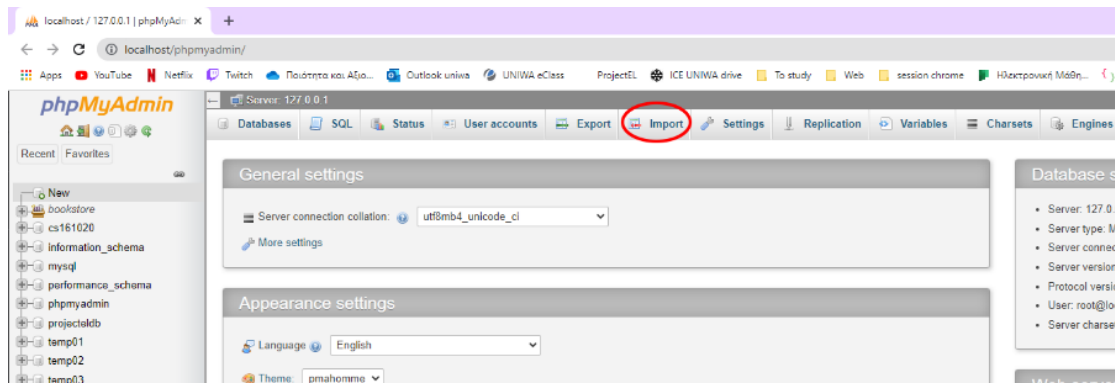 localhost / 127.0.0.1 | phpMyAdm
localhost/phpmyadmin/
Apps YouTube Netflix Twitch Ποιότητα και Αξιο... Outlook uniwa UNIWA eClass ProjectEL ICE UNIWA drive To study Web session chrome Ηλεκτρονική Μάθη...
phpMyAdmin
Server: 127.0.0.1
Databases SQL Status User accounts Export Import Settings Replication Variables Charsets Engines
Recent Favorites
New
bookstore
cs161020
information_schema
mysql
performance_schema
phpmyadmin
projecteldb
temp01
temp02
temp03
General settings
Server connection collation: utf8mb4_unicode_ci
More settings
Appearance settings
Language English
Theme: pmahomme
Database s
Server: 127.0.
Server type: M
Server connec
Server version
Protocol versi
User: root@lo
Server charse